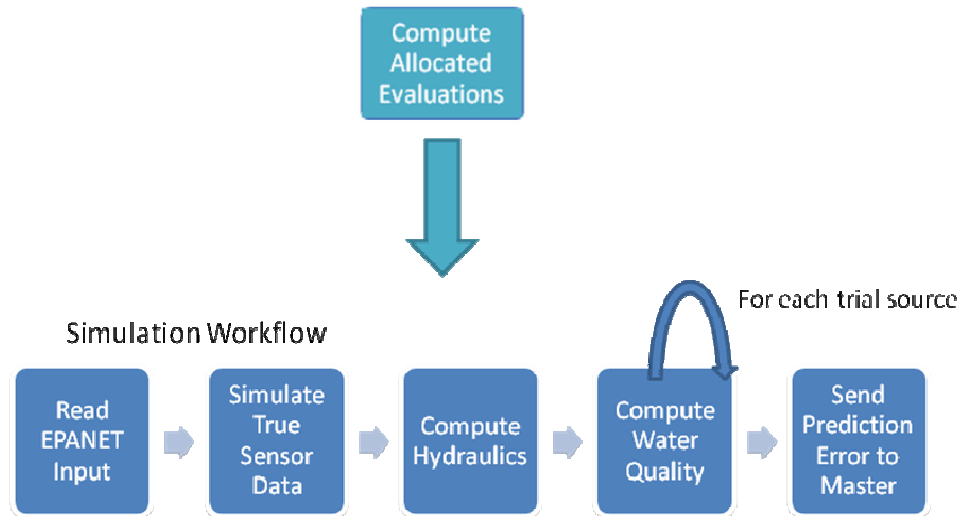 Compute
Allocated
Evaluations
For each trial source
Simulation Workflow
Read
EPANET
Input
Simulate
True
Sensor
Data
Compute
Hydraulics
Compute
Water
Quality
Send
Prediction
Error to
Master